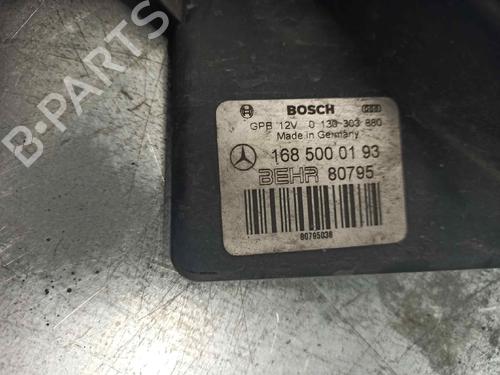 B-PARTS
BOSCH
GPB 12V 0 130 303 880
Made in Germany
168 500 01 93
BEHR 80795
80795038